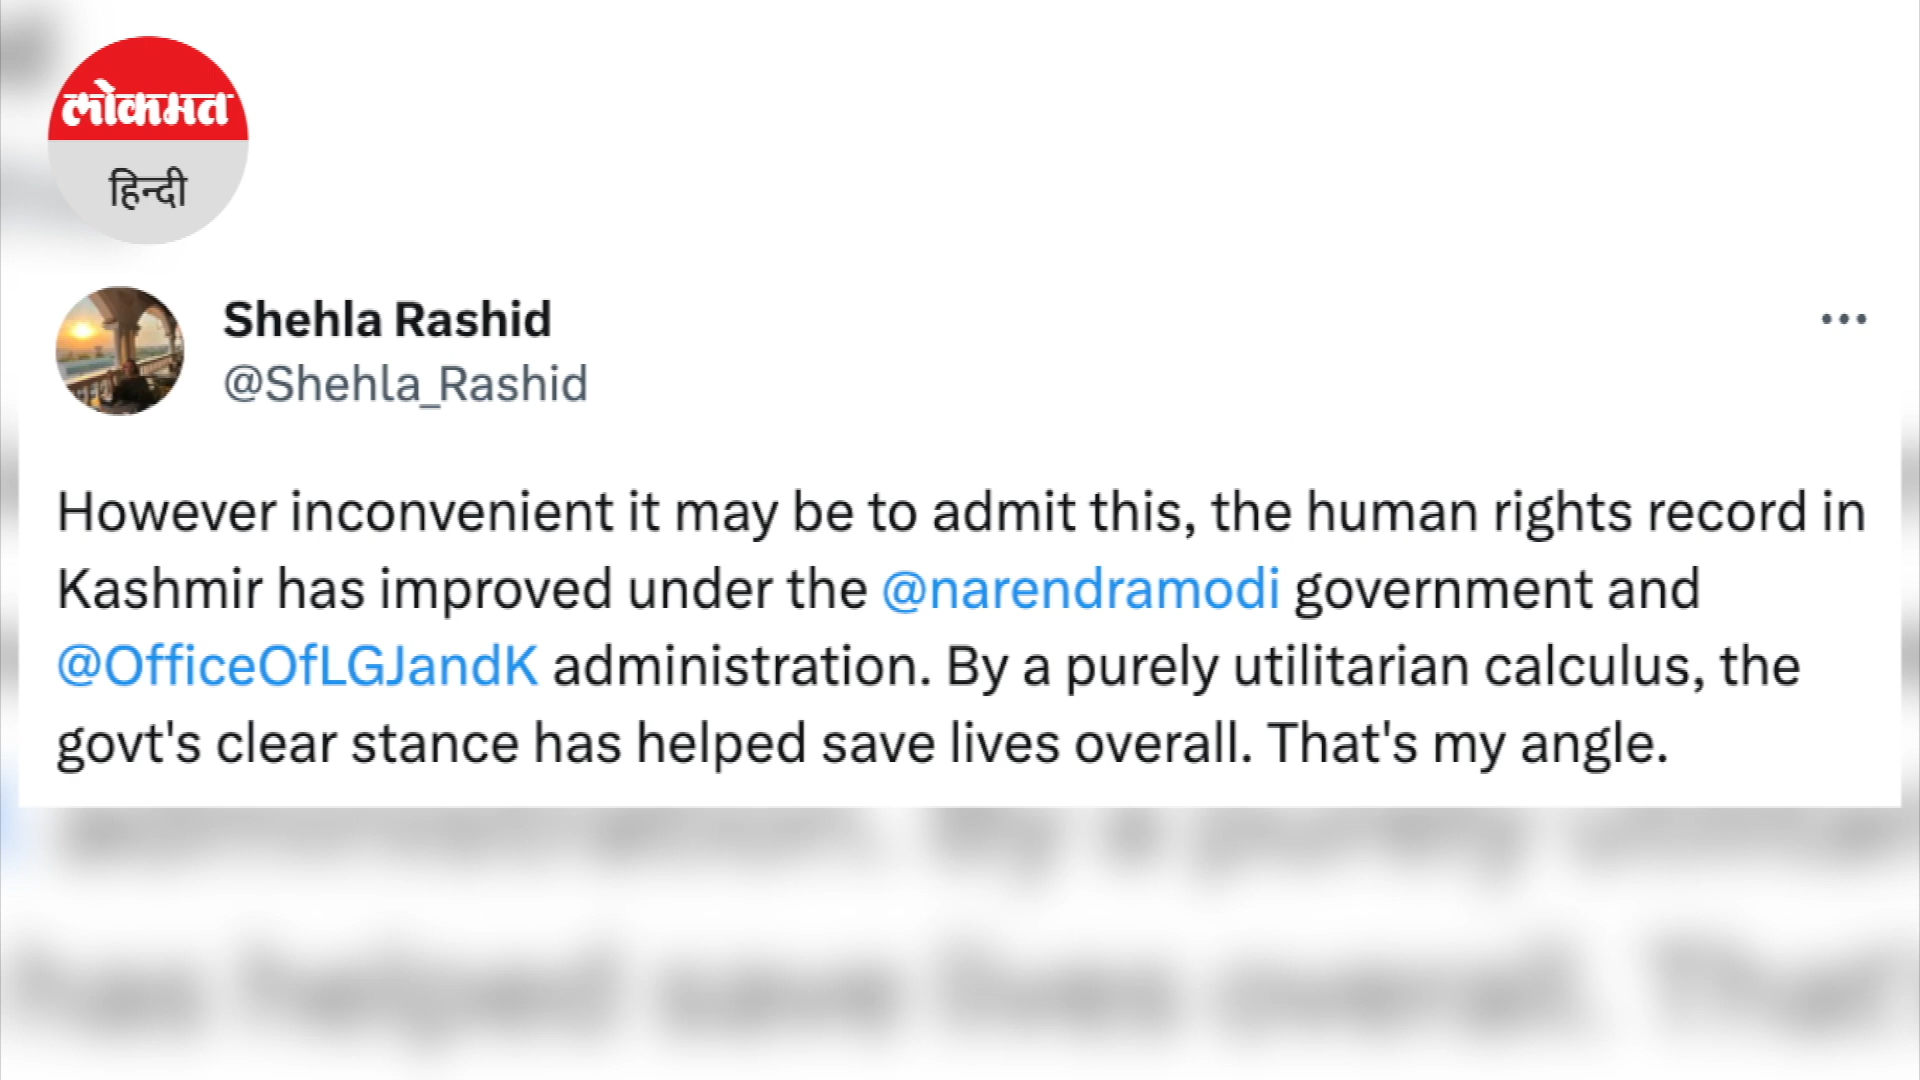 लोकमत
हिन्दी
Shehla Rashid
@Shehla_Rashid
However inconvenient it may be to admit this, the human rights record in
Kashmir has improved under the @narendramodi government and
@OfficeOfLGJandK administration. By a purely utilitarian calculus, the
govt's clear stance has helped save lives overall. That's my angle.